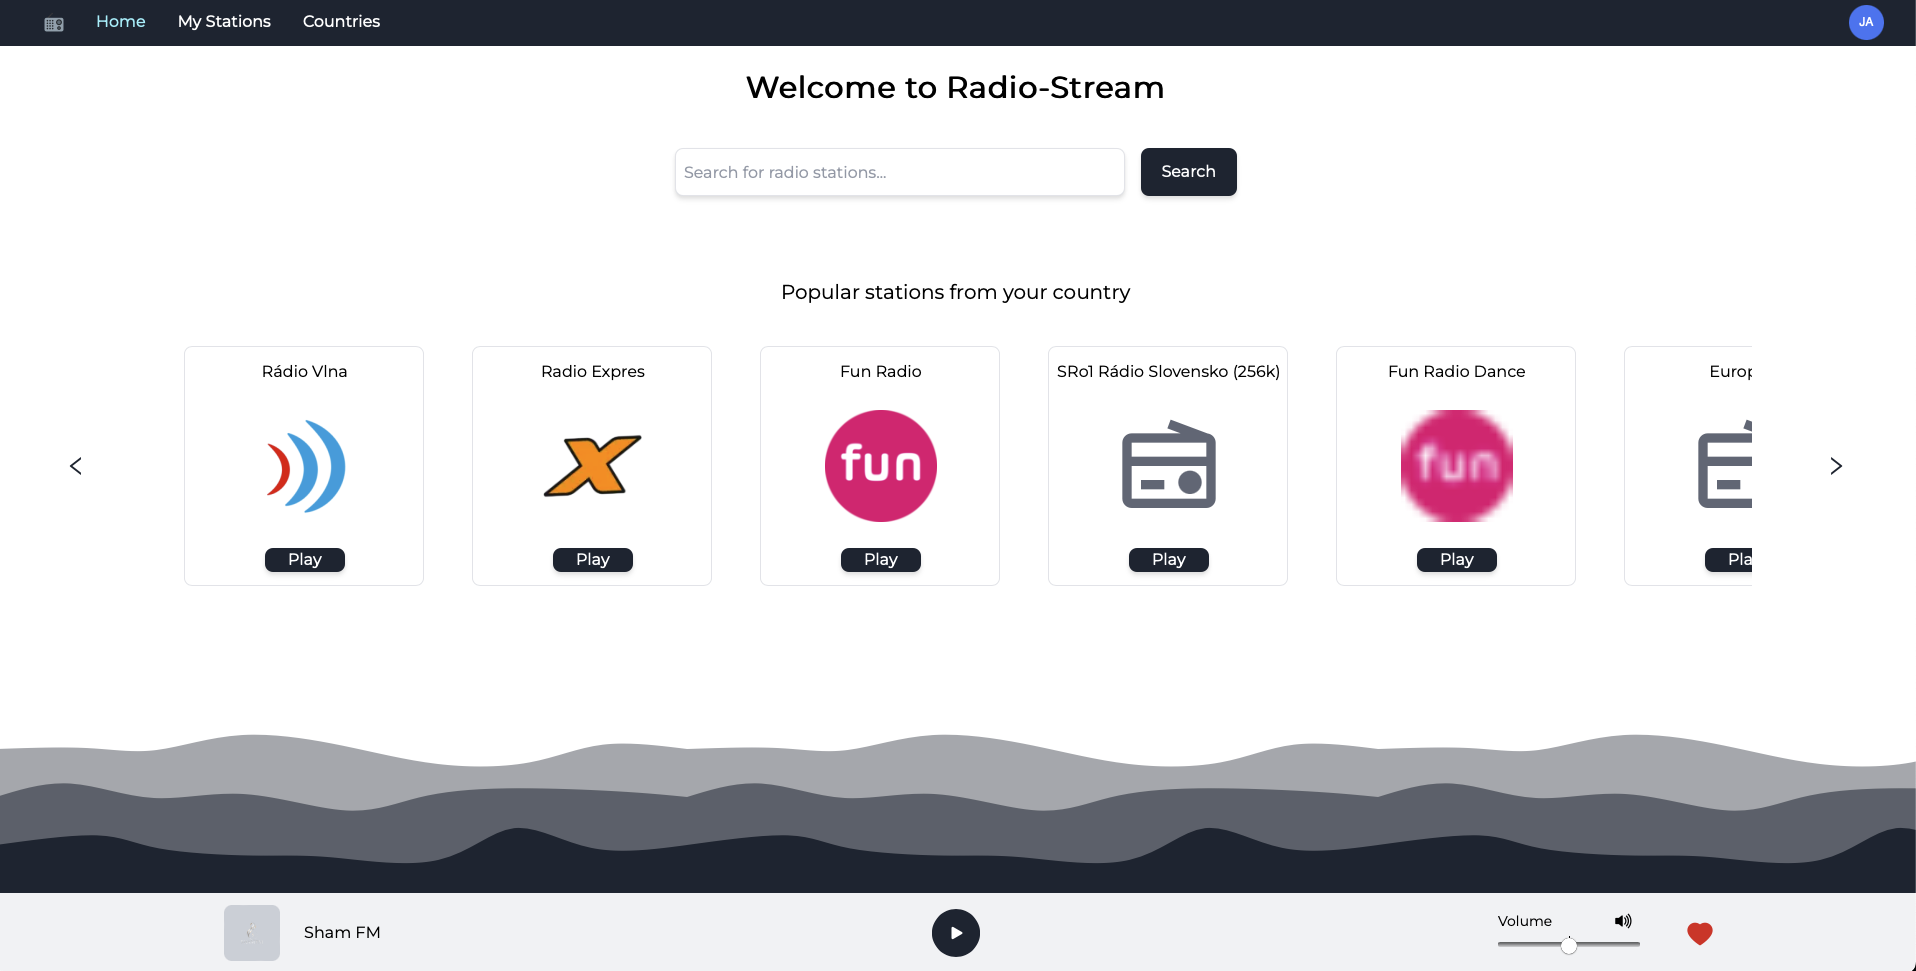 Home
My Stations
Countries
JA
Welcome to Radio-Stream
Search for radio stations...
Search
Popular stations from your country
Rádio Vlna
Radio Expres
Fun Radio
SRo1 Rádio Slovensko (256k)
Fun Radio Dance
fun
fun
Play
Play
Play
Play
Play
Sham FM
Volume